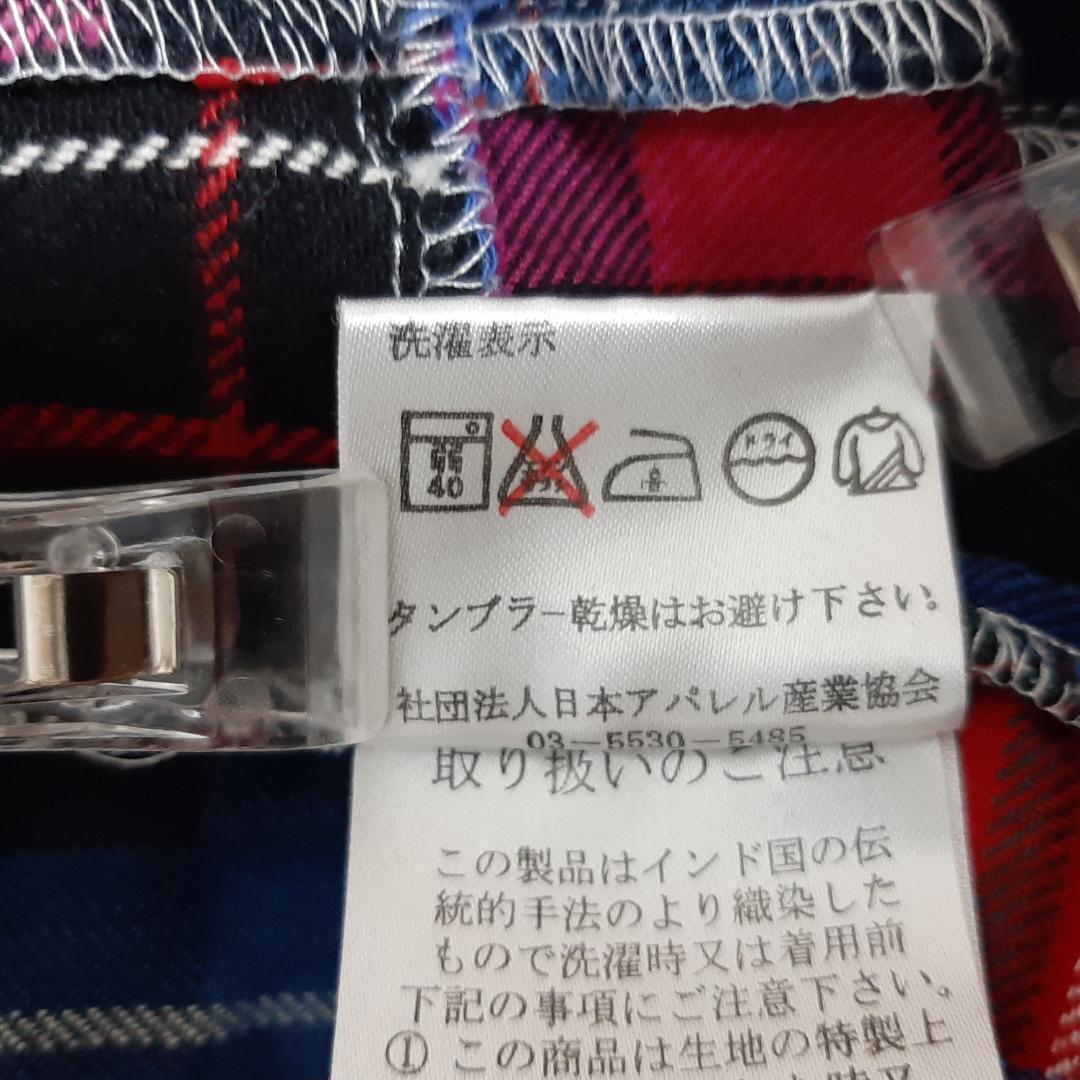 洗濯表示
40
中
ドライ
タンブラー乾燥はお避け下さい。
社団法人日本アパレル産業協会
03-5530-5485
取り扱いのご注意
この製品はインド国の伝
統的手法のより織染した
もので洗濯時又は着用前
下記の事項にご注意下さい。
① この商品は生地の特製上